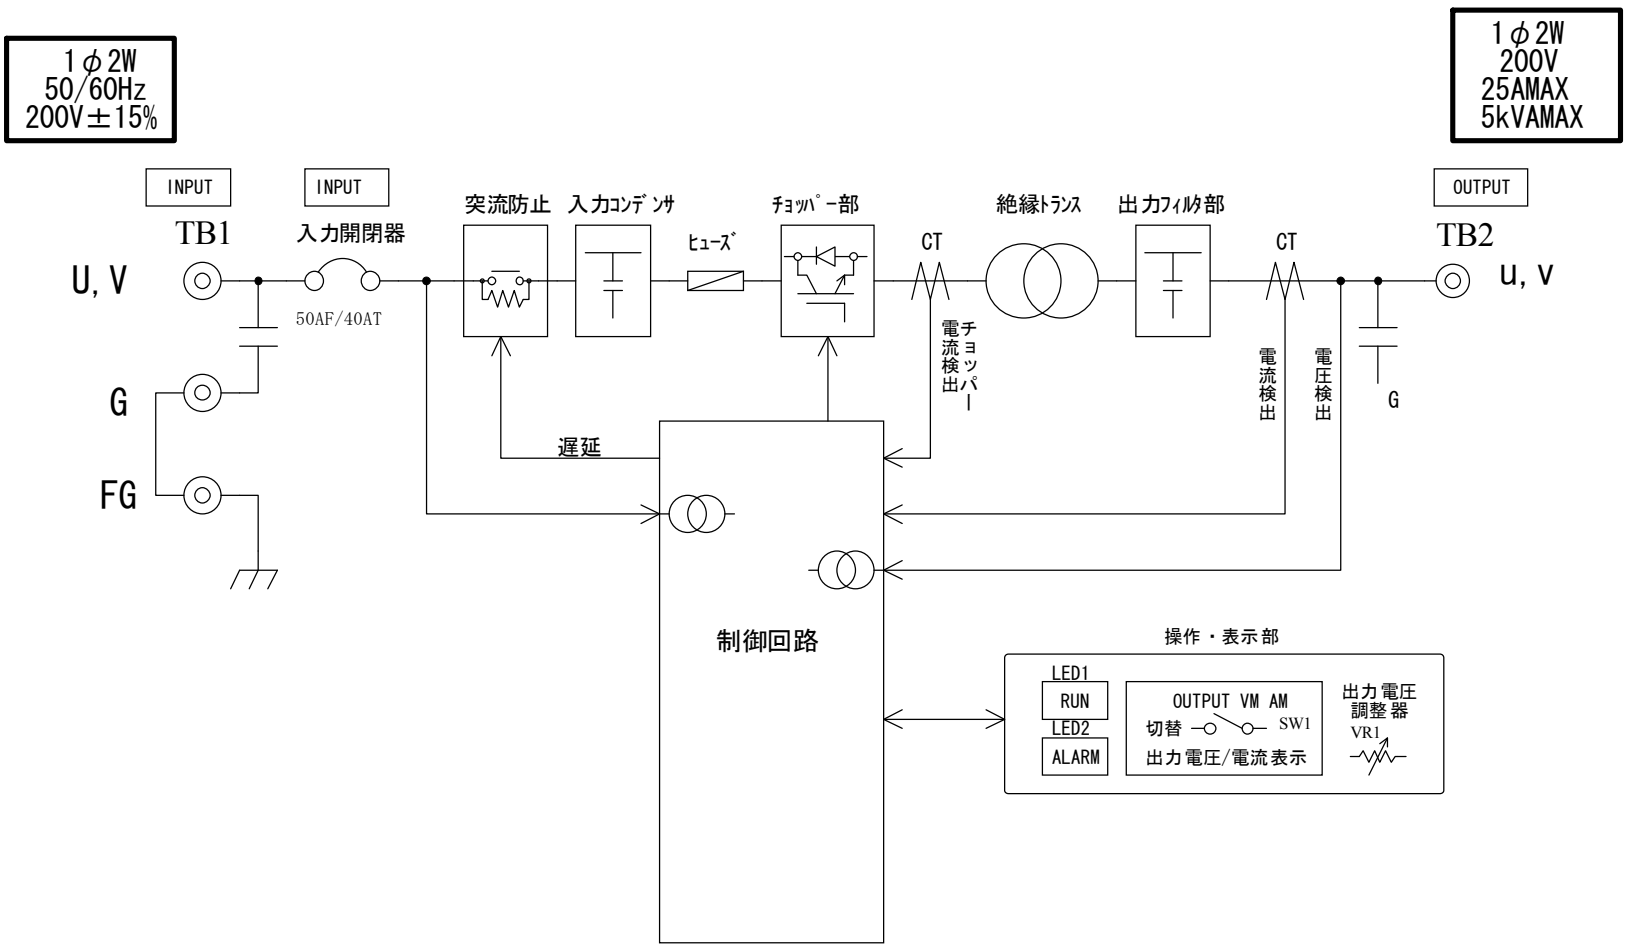 1φ2W
50/60Hz
200V±15%
1φ2W
200V
25AMAX
5kVAMAX
INPUT
INPUT
OUTPUT
TB1
入力開閉器
突流防止
入力ｺﾝﾃﾞﾝｻ
ﾋｭｰｽﾞ
ﾁｮｯﾊﾟｰ部
CT
絶縁ﾄﾗﾝｽ
出力ﾌｨﾙﾀ部
CT
TB2
U,V
u,v
50AF/40AT
チョッパー
電流検出
電流検出
電圧検出
G
G
遅延
FG
制御回路
操作・表示部
LED1
RUN
LED2
ALARM
OUTPUT VM AM
切替 SW1
出力電圧/電流表示
出力電圧
調整器
VR1